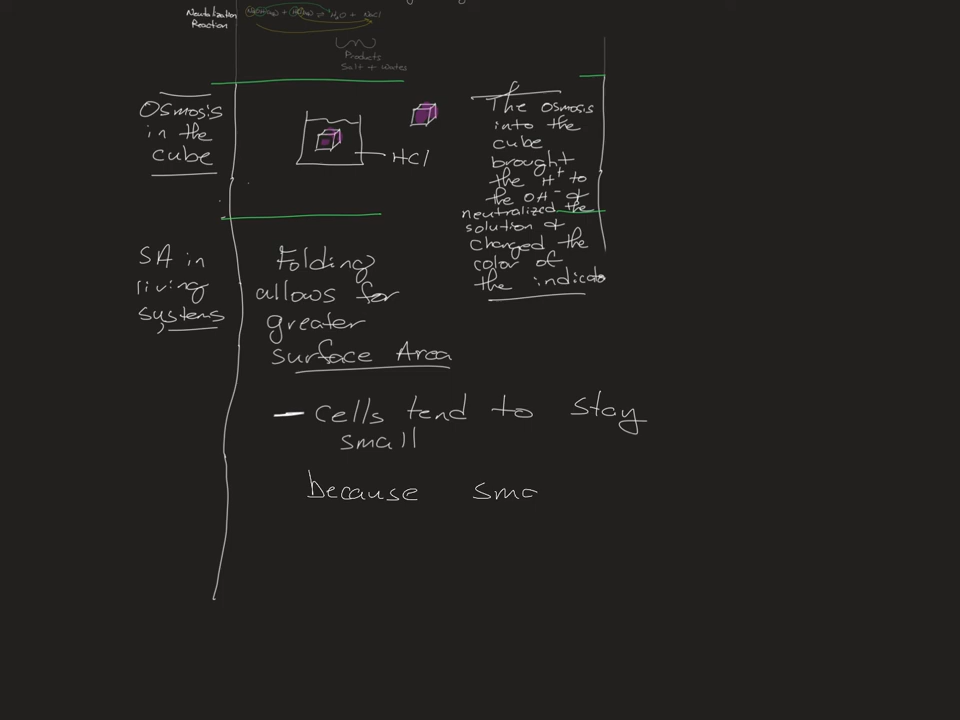 Neutralization
Reaction
Products
Salt + Water
Osmosis
in the
cube
HCl
The Osmosis
into the
cube
brought
the H+ to
the OH- &
neutralized the
solution &
changed the
color of
the indicator
SA in
living
systems
Folding
allows for
greater
surface Area
- cells tend to stay
small
because sma